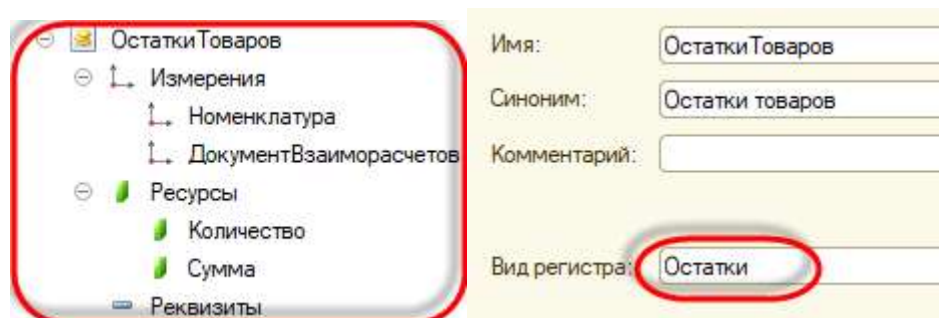 ОстаткиТоваров
Измерения
Номенклатура
ДокументВзаиморасчетов
Ресурсы
Количество
Сумма
Реквизиты
Имя: ОстаткиТоваров
Синоним: Остатки товаров
Комментарий:
Вид регистра: Остатки